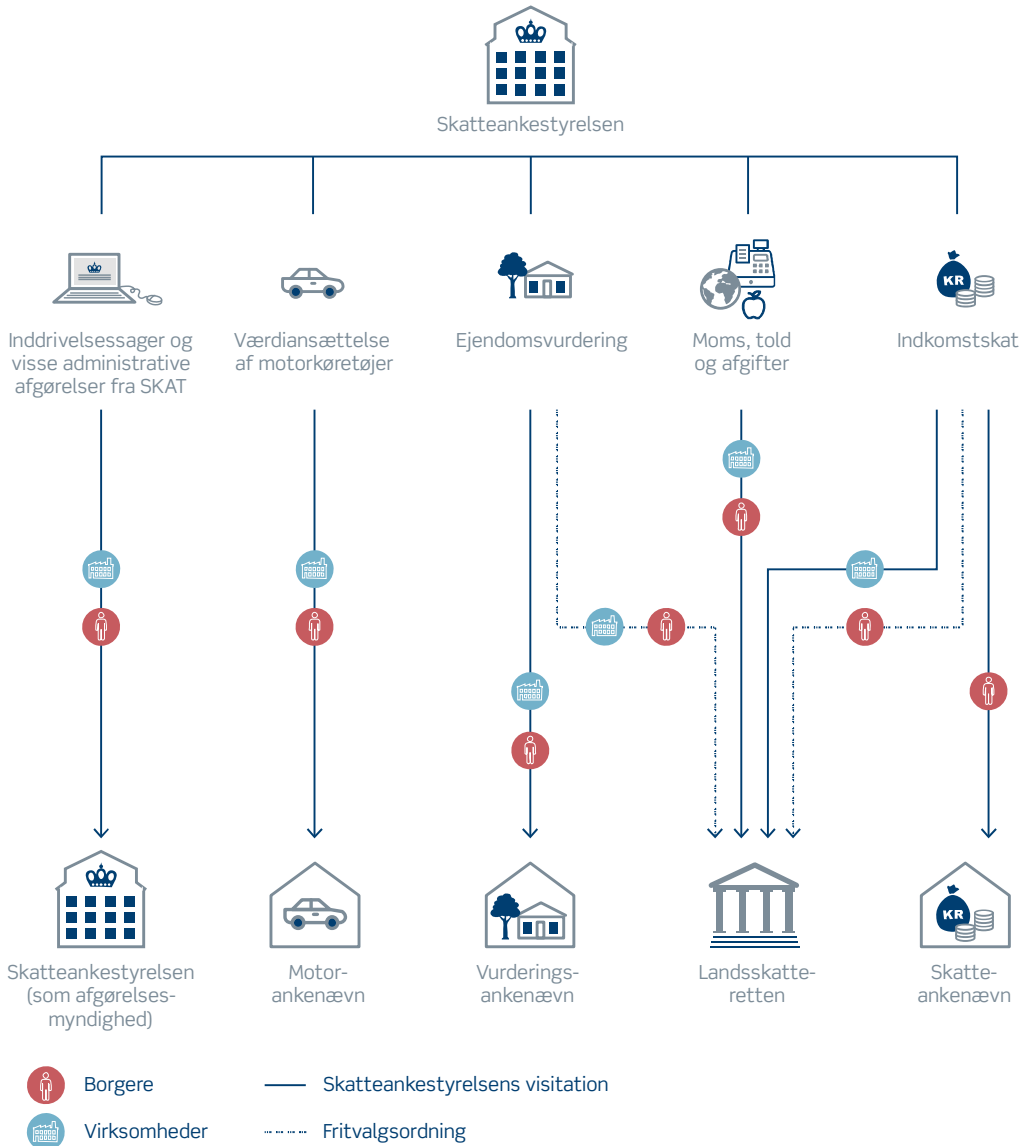 Skatteankestyrelsen
Inddrivelsessager og
visse administrative
afgørelser fra SKAT
Værdiansættelse
af motorkøretøjer
Ejendomsvurdering
Moms, told
og afgifter
KR
Indkomstskat
Skatteankestyrelsen
(som afgørelses-
myndighed)
Motor-
ankenævn
Vurderings-
ankenævn
Landsskatte-
retten
KR
Skatte-
ankenævn
Borgere
Skatteankestyrelsens visitation
Virksomheder
Fritvalgsordning